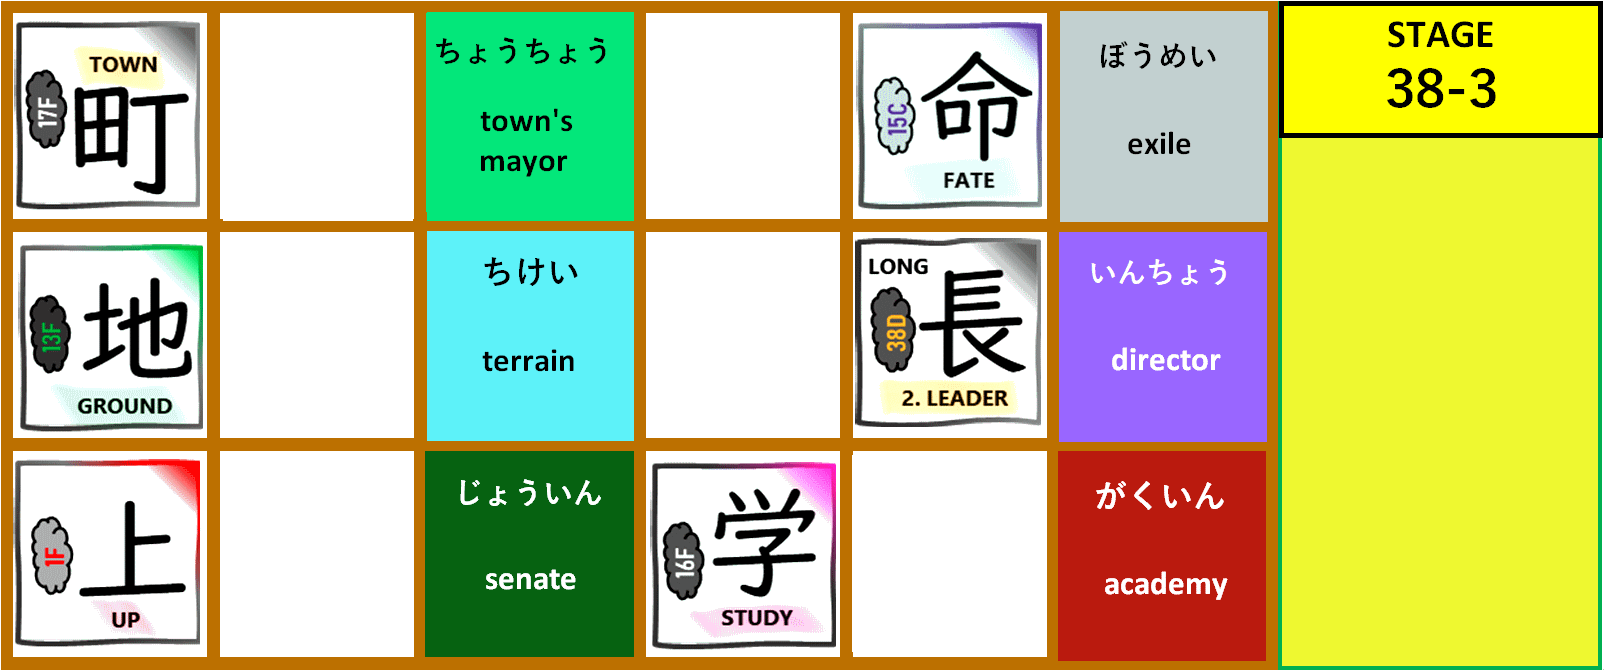 TOWN
17F
町
ちょうちょう
town's
mayor
15C
命
FATE
ぼうめい
exile
STAGE
38-3
13F
地
GROUND
ちけい
terrain
LONG
38D
長
2. LEADER
いんちょう
director
1F
上
UP
じょういん
senate
16F
学
STUDY
がくいん
academy